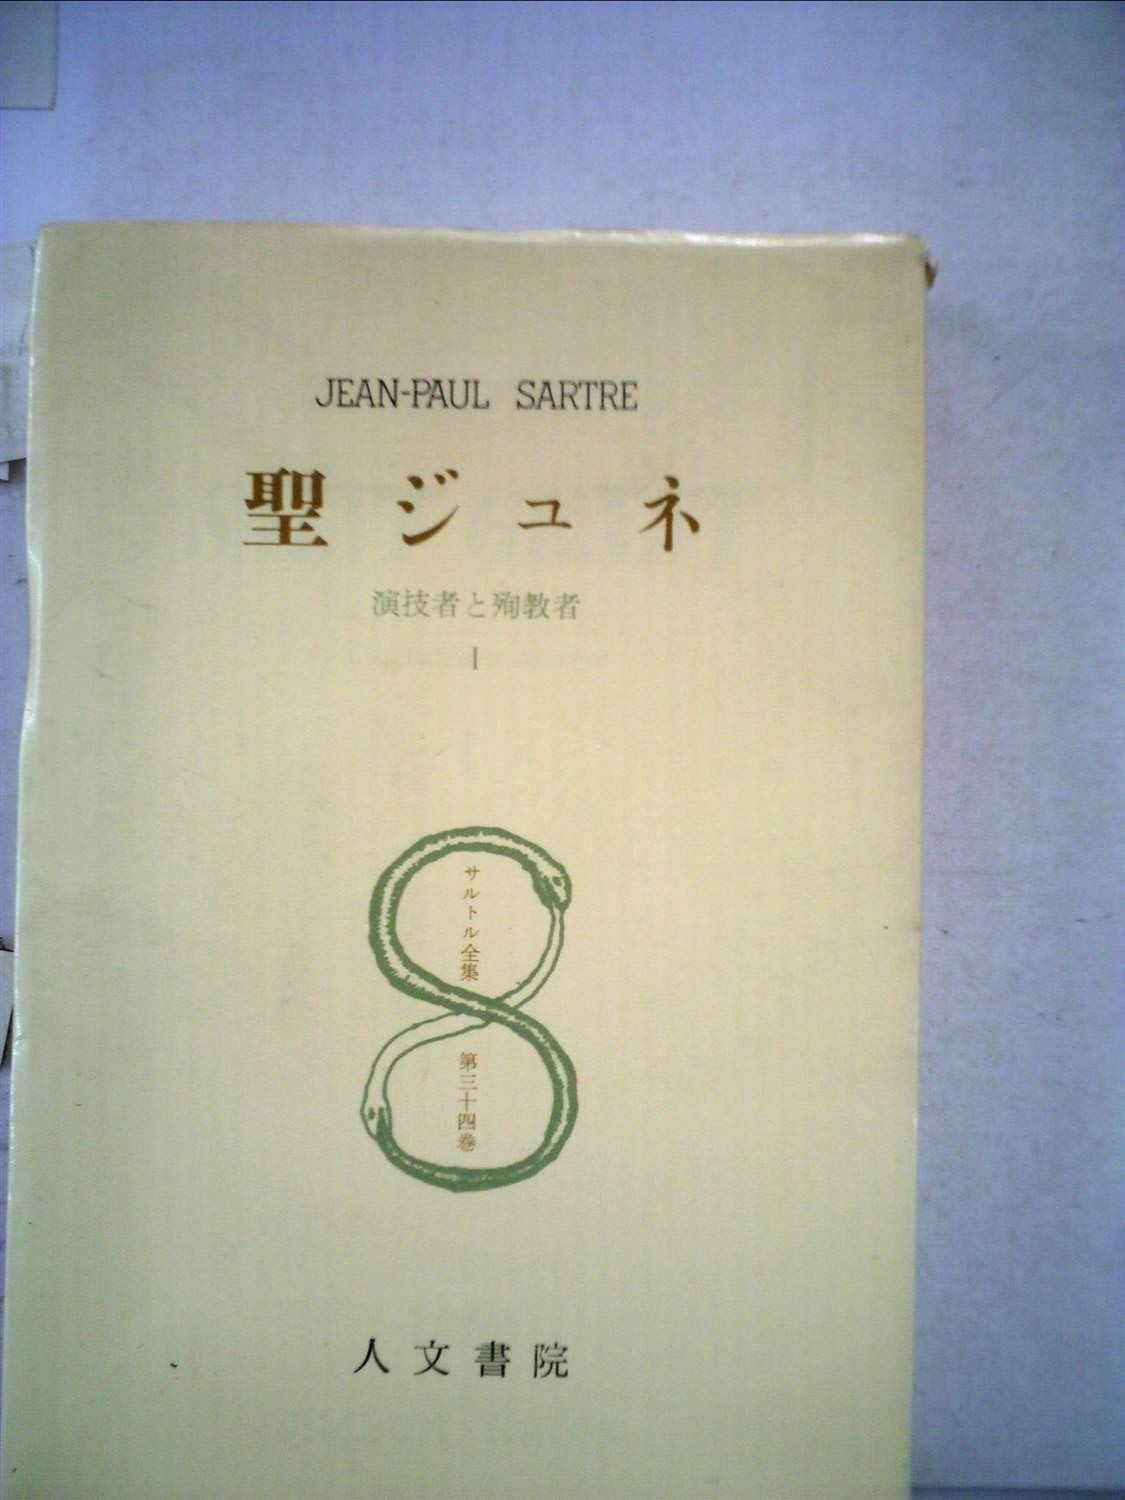 JEAN-PAUL SARTRE
聖ジュネ
演技者と殉教者
I
サルトル全集
第三十四巻
人文書院